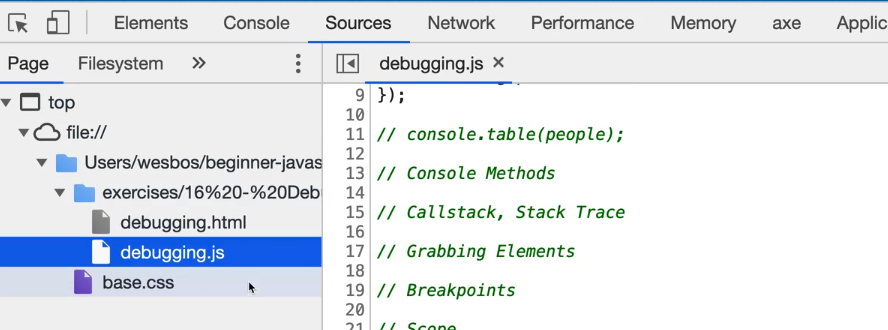 Elements Console Sources Network Performance Memory axe Applic
Page Filesystem »
debugging.js ×
top
file://
Users/wesbos/beginner-javas
exercises/16%20-%20Deb
debugging.html
debugging.js
base.css
9 });
10
11 // console.table(people);
12
13 // Console Methods
14
15 // Callstack, Stack Trace
16
17 // Grabbing Elements
18
19 // Breakpoints
20
21 // Scope